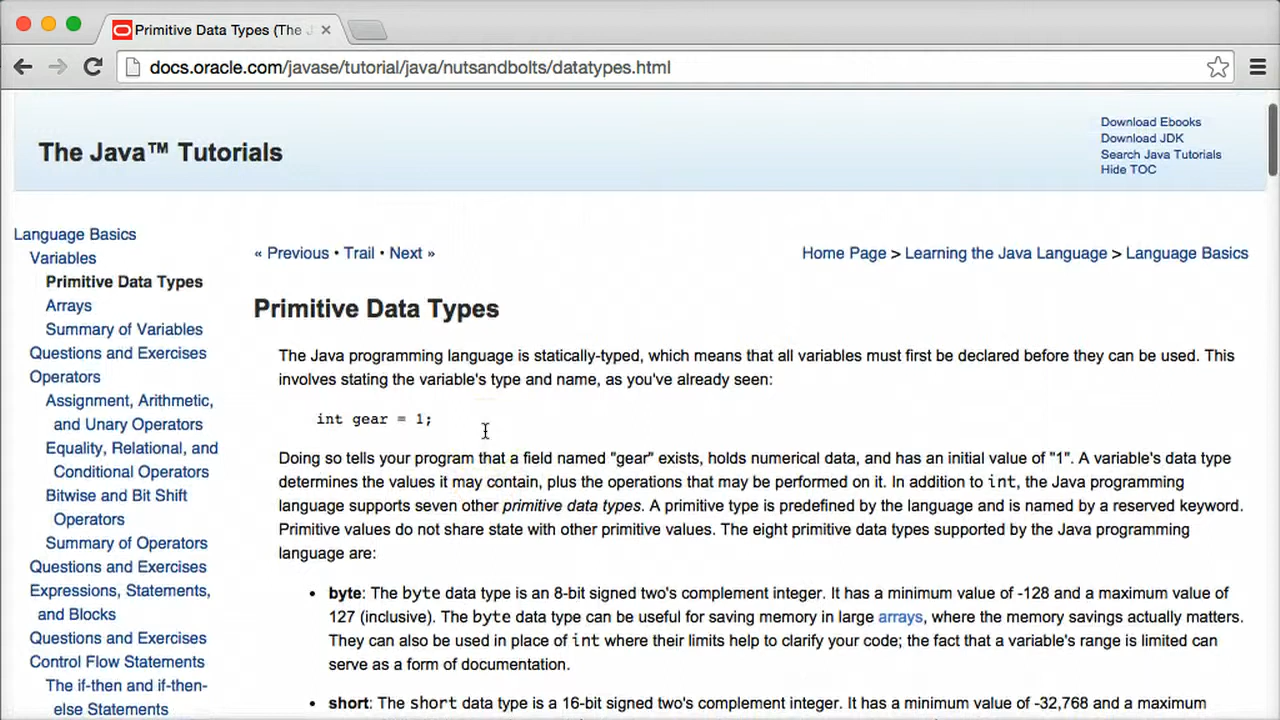 Primitive Data Types (The J
docs.oracle.com/javase/tutorial/java/nutsandbolts/datatypes.html
The Java™ Tutorials
Download Ebooks
Download JDK
Search Java Tutorials
Hide TOC
Language Basics
Variables
Primitive Data Types
Arrays
Summary of Variables
Questions and Exercises
Operators
Assignment, Arithmetic,
and Unary Operators
Equality, Relational, and
Conditional Operators
Bitwise and Bit Shift
Operators
Summary of Operators
Questions and Exercises
Expressions, Statements,
and Blocks
Questions and Exercises
Control Flow Statements
The if-then and if-then-
else Statements
« Previous • Trail • Next »
Home Page > Learning the Java Language > Language Basics
Primitive Data Types
The Java programming language is statically-typed, which means that all variables must first be declared before they can be used. This
involves stating the variable's type and name, as you've already seen:
int gear = 1;
Doing so tells your program that a field named "gear" exists, holds numerical data, and has an initial value of "1". A variable's data type
determines the values it may contain, plus the operations that may be performed on it. In addition to int, the Java programming
language supports seven other primitive data types. A primitive type is predefined by the language and is named by a reserved keyword.
Primitive values do not share state with other primitive values. The eight primitive data types supported by the Java programming
language are:
• byte: The byte data type is an 8-bit signed two's complement integer. It has a minimum value of -128 and a maximum value of
127 (inclusive). The byte data type can be useful for saving memory in large arrays, where the memory savings actually matters.
They can also be used in place of int where their limits help to clarify your code; the fact that a variable's range is limited can
serve as a form of documentation.
• short: The short data type is a 16-bit signed two's complement integer. It has a minimum value of -32,768 and a maximum